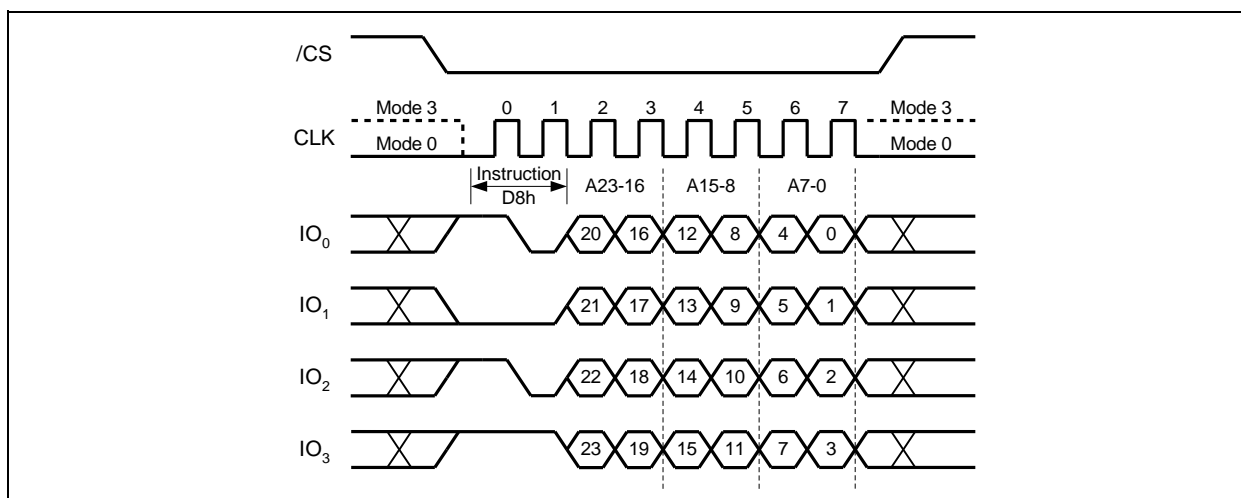 /CS
Mode 3 0 1 2 3 4 5 6 7 Mode 3
CLK Mode 0 Mode 0
Instruction
D8h A23-16 A15-8 A7-0
IO0 20 16 12 8 4 0
IO1 21 17 13 9 5 1
IO2 22 18 14 10 6 2
IO3 23 19 15 11 7 3